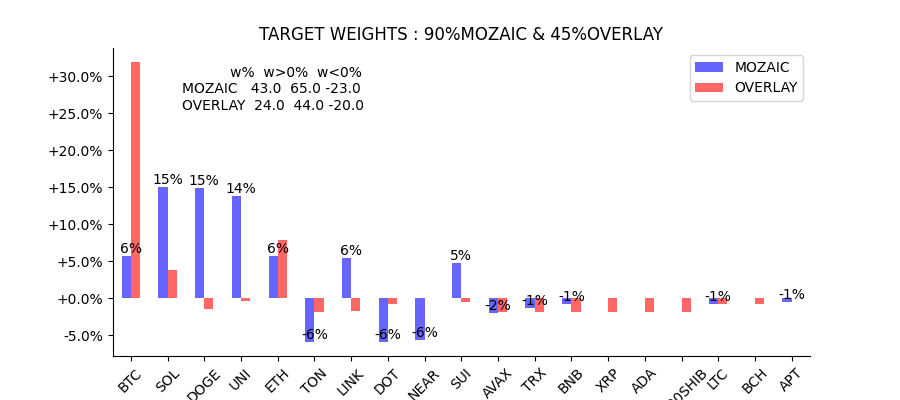 TARGET WEIGHTS : 90%MOZAIC & 45%OVERLAY
w% w>0% w<0%
MOZAIC 43.0 65.0 -23.0
OVERLAY 24.0 44.0 -20.0
MOZAIC
OVERLAY
+30.0%
+25.0%
+20.0%
+15.0%
+10.0%
+5.0%
+0.0%
-5.0%
6%
15%
15%
14%
6%
-6%
6%
-6%
-6%
5%
-2%
-1%
-1%
-1%
-1%
BTC
SOL
DOGE
UNI
ETH
TON
LINK
DOT
NEAR
SUI
AVAX
TRX
BNB
XRP
ADA
0SHIB
LTC
BCH
APT